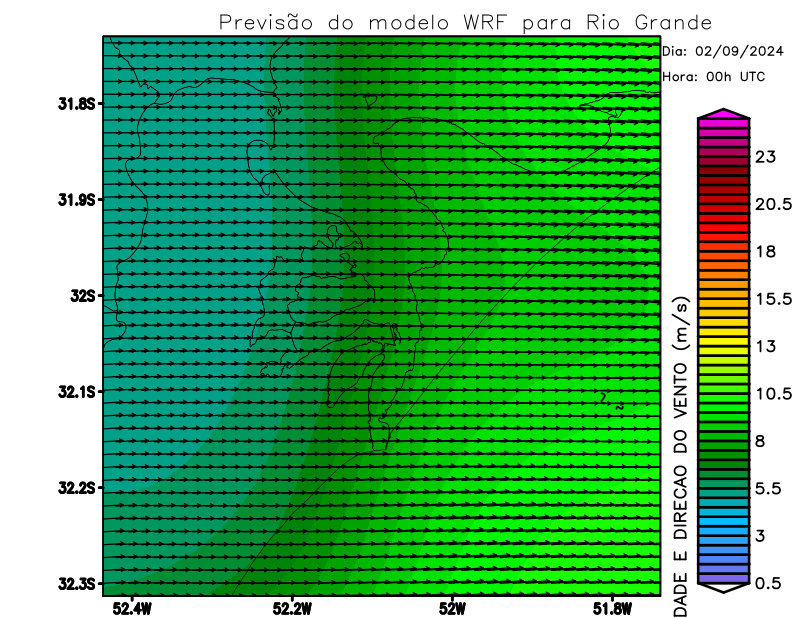 Previsão do modelo WRF para Rio Grande
Dia: 02/09/2024
Hora: 00h UTC
31.8S
31.9S
32S
32.1S
32.2S
32.3S
52.4W
52.2W
52W
51.8W
DADE E DIRECAO DO VENTO (m/s)
23
20.5
18
15.5
13
10.5
8
5.5
3
0.5